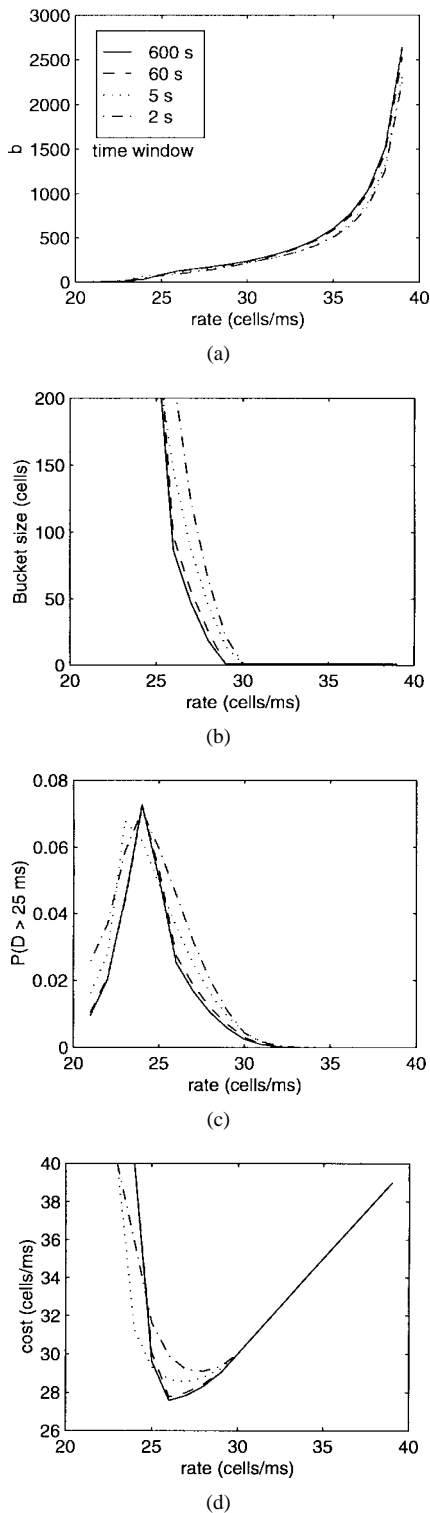 3000
2500
2000
1500
1000
500
0
b
600 s
60 s
5 s
2 s
time window
20 25 30 35 40
rate (cells/ms)
(a)
200
150
100
50
0
Bucket size (cells)
20 25 30 35 40
rate (cells/ms)
(b)
0.08
0.06
0.04
0.02
0
P(D > 25 ms)
20 25 30 35 40
rate (cells/ms)
(c)
40
38
36
34
32
30
28
26
cost (cells/ms)
20 25 30 35 40
rate (cells/ms)
(d)